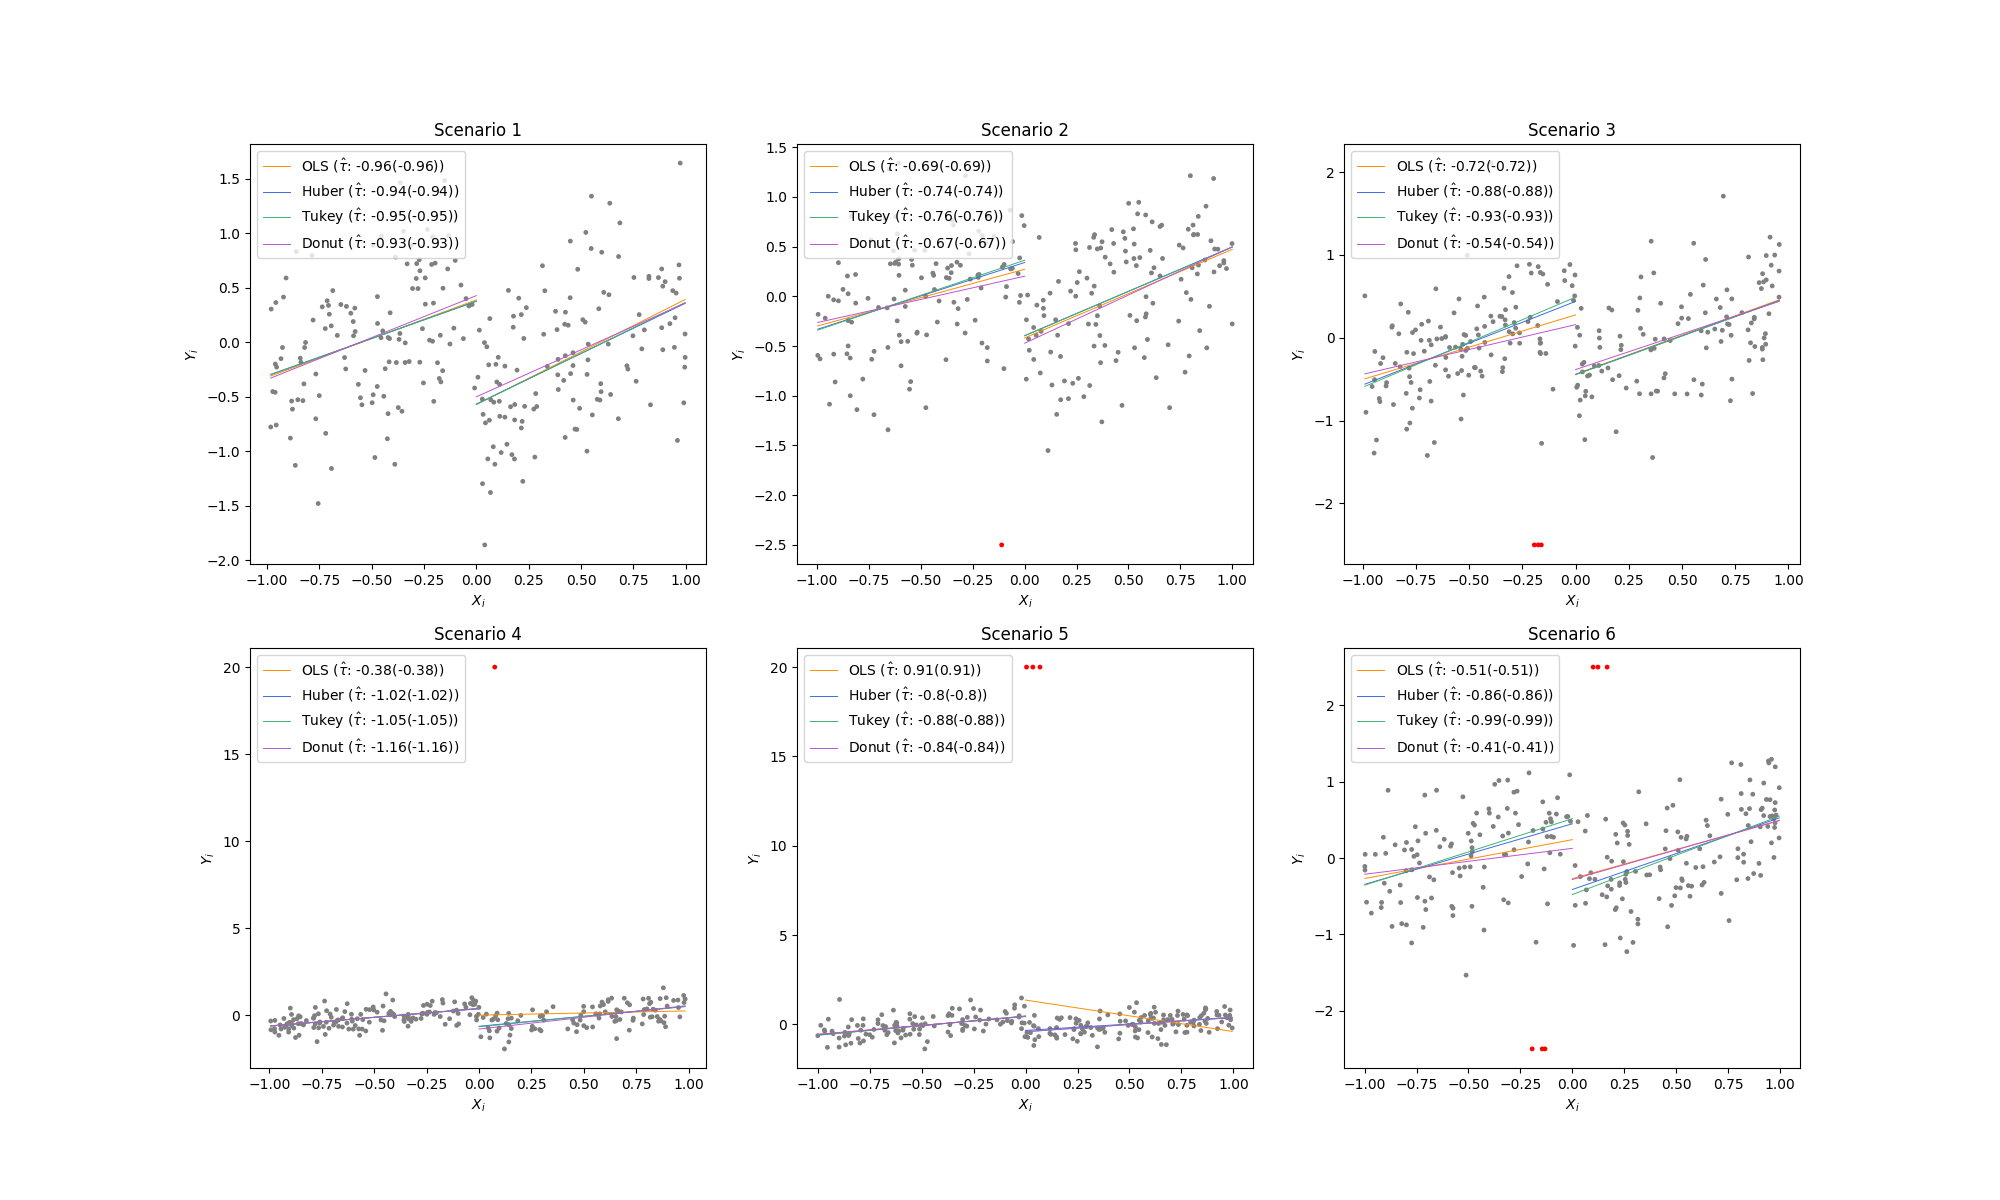 Scenario 1
OLS (τ̂: -0.96(-0.96))
Huber (τ̂: -0.94(-0.94))
Tukey (τ̂: -0.95(-0.95))
Donut (τ̂: -0.93(-0.93))
1.5
1.0
0.5
0.0
−0.5
−1.0
−1.5
−2.0
Y_i
−1.00 −0.75 −0.50 −0.25 0.00 0.25 0.50 0.75 1.00
X_i
Scenario 2
OLS (τ̂: -0.69(-0.69))
Huber (τ̂: -0.74(-0.74))
Tukey (τ̂: -0.76(-0.76))
Donut (τ̂: -0.67(-0.67))
1.5
1.0
0.5
0.0
−0.5
−1.0
−1.5
−2.0
−2.5
Y_i
−1.00 −0.75 −0.50 −0.25 0.00 0.25 0.50 0.75 1.00
X_i
Scenario 3
OLS (τ̂: -0.72(-0.72))
Huber (τ̂: -0.88(-0.88))
Tukey (τ̂: -0.93(-0.93))
Donut (τ̂: -0.54(-0.54))
2
1
0
−1
−2
Y_i
−1.00 −0.75 −0.50 −0.25 0.00 0.25 0.50 0.75 1.00
X_i
Scenario 4
OLS (τ̂: -0.38(-0.38))
Huber (τ̂: -1.02(-1.02))
Tukey (τ̂: -1.05(-1.05))
Donut (τ̂: -1.16(-1.16))
20
15
10
5
0
Y_i
−1.00 −0.75 −0.50 −0.25 0.00 0.25 0.50 0.75 1.00
X_i
Scenario 5
OLS (τ̂: 0.91(0.91))
Huber (τ̂: -0.8(-0.8))
Tukey (τ̂: -0.88(-0.88))
Donut (τ̂: -0.84(-0.84))
20
15
10
5
0
Y_i
−1.00 −0.75 −0.50 −0.25 0.00 0.25 0.50 0.75 1.00
X_i
Scenario 6
OLS (τ̂: -0.51(-0.51))
Huber (τ̂: -0.86(-0.86))
Tukey (τ̂: -0.99(-0.99))
Donut (τ̂: -0.41(-0.41))
2
1
0
−1
−2
Y_i
−1.00 −0.75 −0.50 −0.25 0.00 0.25 0.50 0.75 1.00
X_i